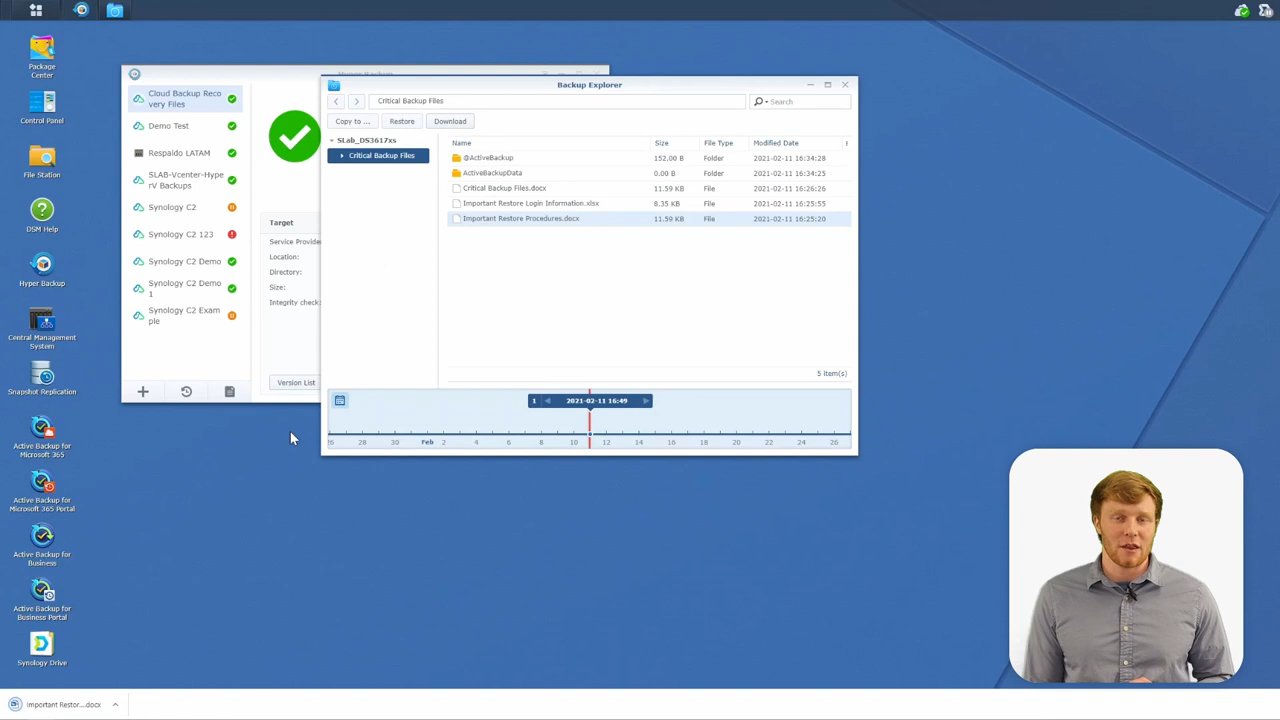 Package
Center
Control Panel
File Station
DSM Help
Hyper Backup
Central Management
System
Snapshot Replication
Active Backup for
Microsoft 365
Active Backup for
Microsoft 365 Portal
Active Backup for
Business
Active Backup for
Business Portal
Synology Drive
Cloud Backup Reco
very Files
Demo Test
Respaldo LATAM
SLAB-Vcenter-Hype
rV Backups
Synology C2
Synology C2 123
Synology C2 Demo
Synology C2 Demo
1
Synology C2 Exam
ple
Target
Service Provide
Location:
Directory:
Size:
Integrity check:
Version List
Backup Explorer
Critical Backup Files
Search
Copy to ...
Restore
Download
SLab_DS3617xs
Critical Backup Files
Name Size File Type Modified Date
@ActiveBackup 152.00 B Folder 2021-02-11 16:34:28
ActiveBackupData 0.00 B Folder 2021-02-11 16:34:25
Critical Backup Files.docx 11.59 KB File 2021-02-11 16:26:26
Important Restore Login Information.xlsx 8.35 KB File 2021-02-11 16:25:55
Important Restore Procedures.docx 11.59 KB File 2021-02-11 16:25:20
5 item(s)
1 2021-02-11 16:49
26 28 30 Feb 2 4 6 8 10 12 14 16 18 20 22 24 26
Important Restor....docx